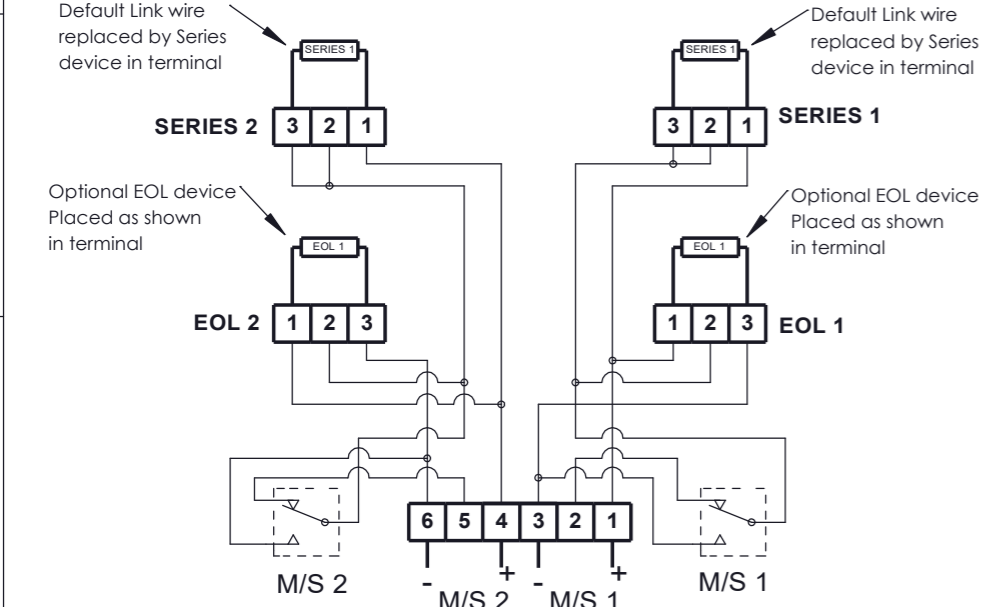 Default Link wire
replaced by Series
device in terminal
Default Link wire
replaced by Series
device in terminal
SERIES 1
SERIES 1
SERIES 2
3 2 1
3 2 1
SERIES 1
Optional EOL device
Placed as shown
in terminal
Optional EOL device
Placed as shown
in terminal
EOL 1
EOL 1
EOL 2
1 2 3
1 2 3
EOL 1
6 5 4 3 2 1
- + - +
M/S 2
M/S 2
M/S 1
M/S 1